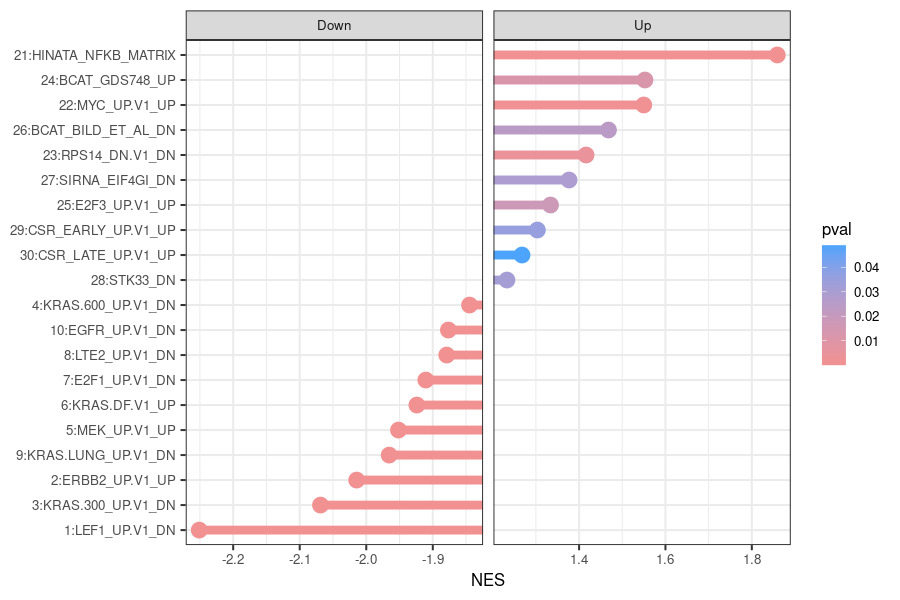 Down
Up
21:HINATA_NFKB_MATRIX
24:BCAT_GDS748_UP
22:MYC_UP.V1_UP
26:BCAT_BILD_ET_AL_DN
23:RPS14_DN.V1_DN
27:SIRNA_EIF4GI_DN
25:E2F3_UP.V1_UP
29:CSR_EARLY_UP.V1_UP
30:CSR_LATE_UP.V1_UP
28:STK33_DN
4:KRAS.600_UP.V1_DN
10:EGFR_UP.V1_DN
8:LTE2_UP.V1_DN
7:E2F1_UP.V1_DN
6:KRAS.DF.V1_UP
5:MEK_UP.V1_UP
9:KRAS.LUNG_UP.V1_DN
2:ERBB2_UP.V1_UP
3:KRAS.300_UP.V1_DN
1:LEF1_UP.V1_DN
-2.2 -2.1 -2.0 -1.9 1.4 1.6 1.8
NES
pval
0.04
0.03
0.02
0.01